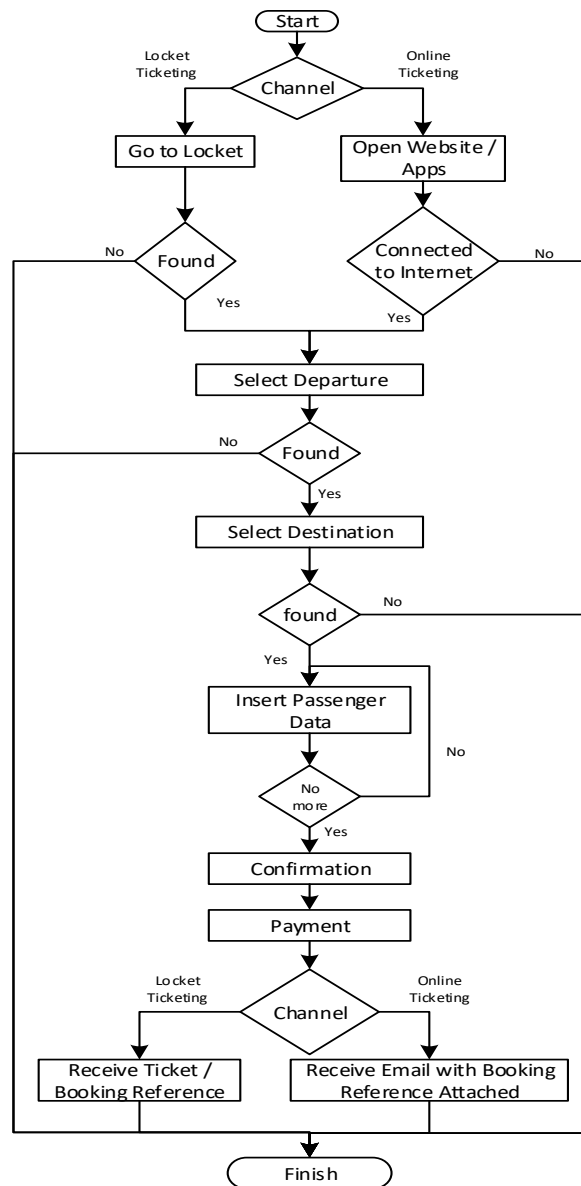 Start
Locket
Ticketing
Channel
Online
Ticketing
Go to Locket
Open Website /
Apps
No
Found
Yes
Connected
to Internet
No
Yes
Select Departure
No
Found
Yes
Select Destination
found
No
Yes
Insert Passenger
Data
No
No
more
Yes
Confirmation
Payment
Locket
Ticketing
Channel
Online
Ticketing
Receive Ticket /
Booking Reference
Receive Email with Booking
Reference Attached
Finish